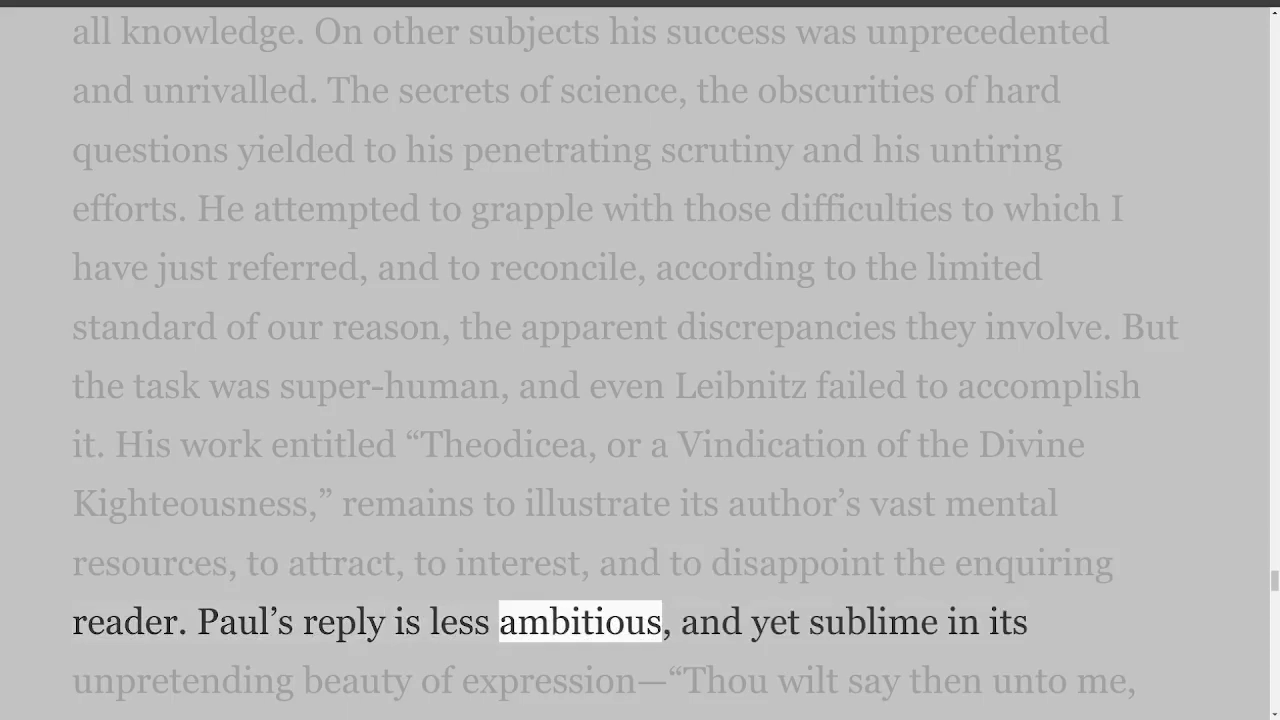 all knowledge. On other subjects his success was unprecedented
and unrivalled. The secrets of science, the obscurities of hard
questions yielded to his penetrating scrutiny and his untiring
efforts. He attempted to grapple with those difficulties to which I
have just referred, and to reconcile, according to the limited
standard of our reason, the apparent discrepancies they involve. But
the task was super-human, and even Leibnitz failed to accomplish
it. His work entitled “Theodicea, or a Vindication of the Divine
Kighteousness,” remains to illustrate its author’s vast mental
resources, to attract, to interest, and to disappoint the enquiring
reader. Paul’s reply is less ambitious, and yet sublime in its
unpretending beauty of expression—“Thou wilt say then unto me,